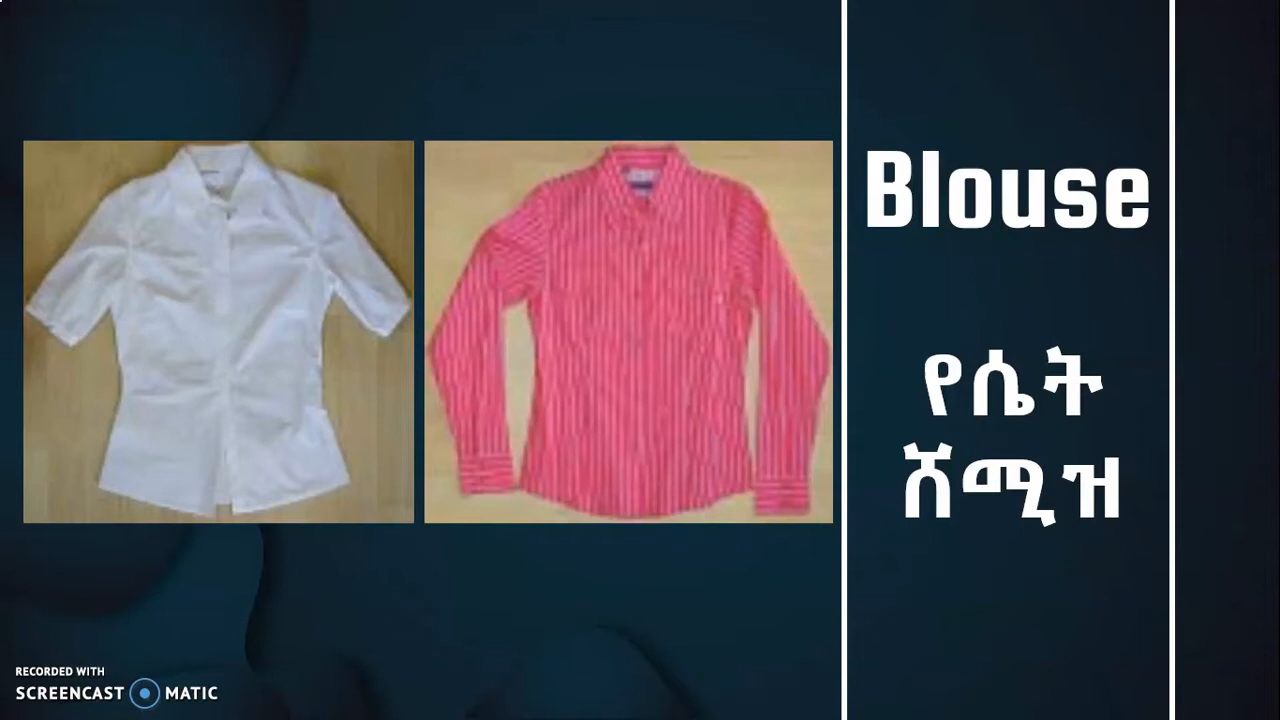 Blouse
የሴት
ሸሚዝ
RECORDED WITH
SCREENCAST MATIC